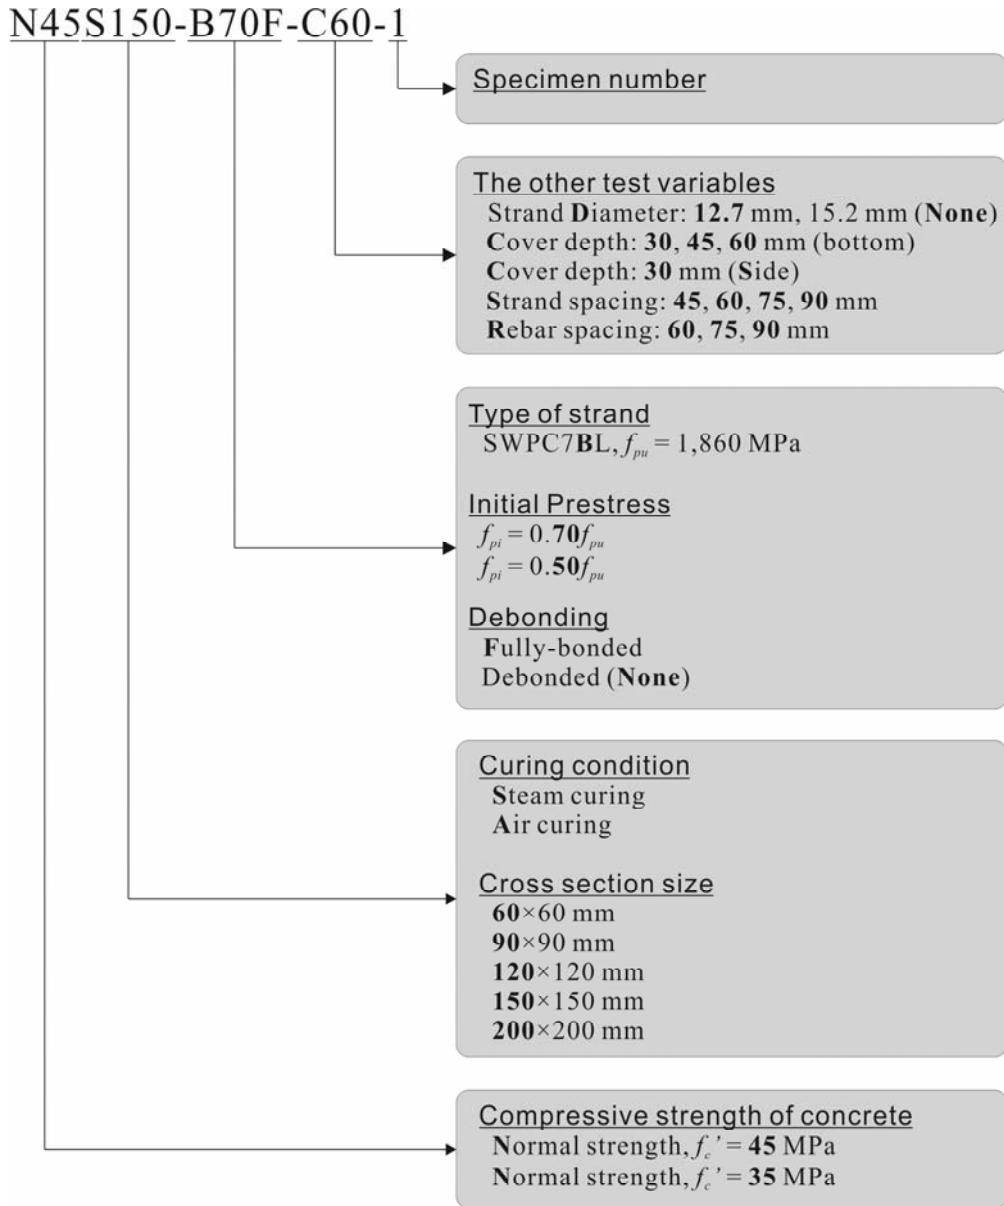 N45S150-B70F-C60-1
Specimen number
The other test variables
Strand Diameter: 12.7 mm, 15.2 mm (None)
Cover depth: 30, 45, 60 mm (bottom)
Cover depth: 30 mm (Side)
Strand spacing: 45, 60, 75, 90 mm
Rebar spacing: 60, 75, 90 mm
Type of strand
SWPC7BL, fpu = 1,860 MPa
Initial Prestress
fpi = 0.70fpu
fpi = 0.50fpu
Debonding
Fully-bonded
Debonded (None)
Curing condition
Steam curing
Air curing
Cross section size
60×60 mm
90×90 mm
120×120 mm
150×150 mm
200×200 mm
Compressive strength of concrete
Normal strength, fc’ = 45 MPa
Normal strength, fc’ = 35 MPa